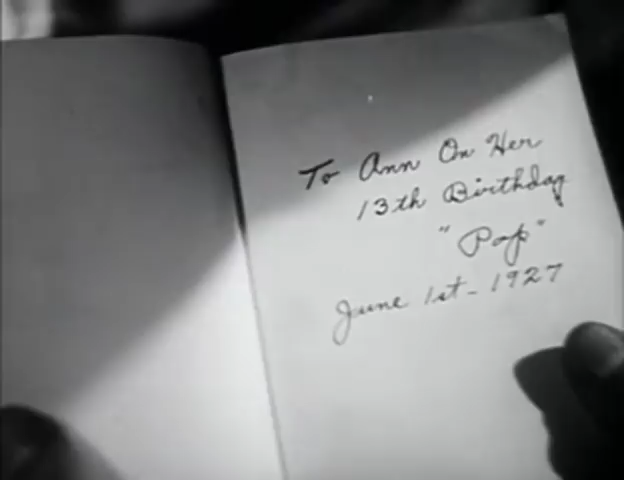 To Ann On Her
13th Birthday
"Pop"
June 1st - 1927